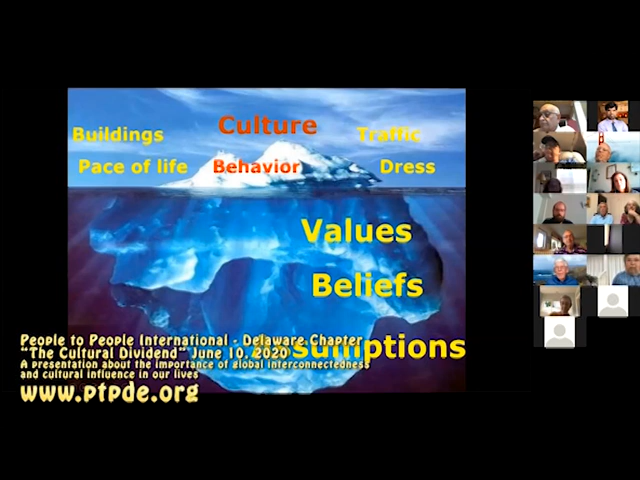 Culture
Buildings Traffic
Pace of life Behavior Dress
Values
Beliefs
sumptions
People to People International - Delaware Chapter
"The Cultural Dividend" June 10, 2020
A presentation about the importance of global interconnectedness
and cultural influence in our lives
www.ptpde.org